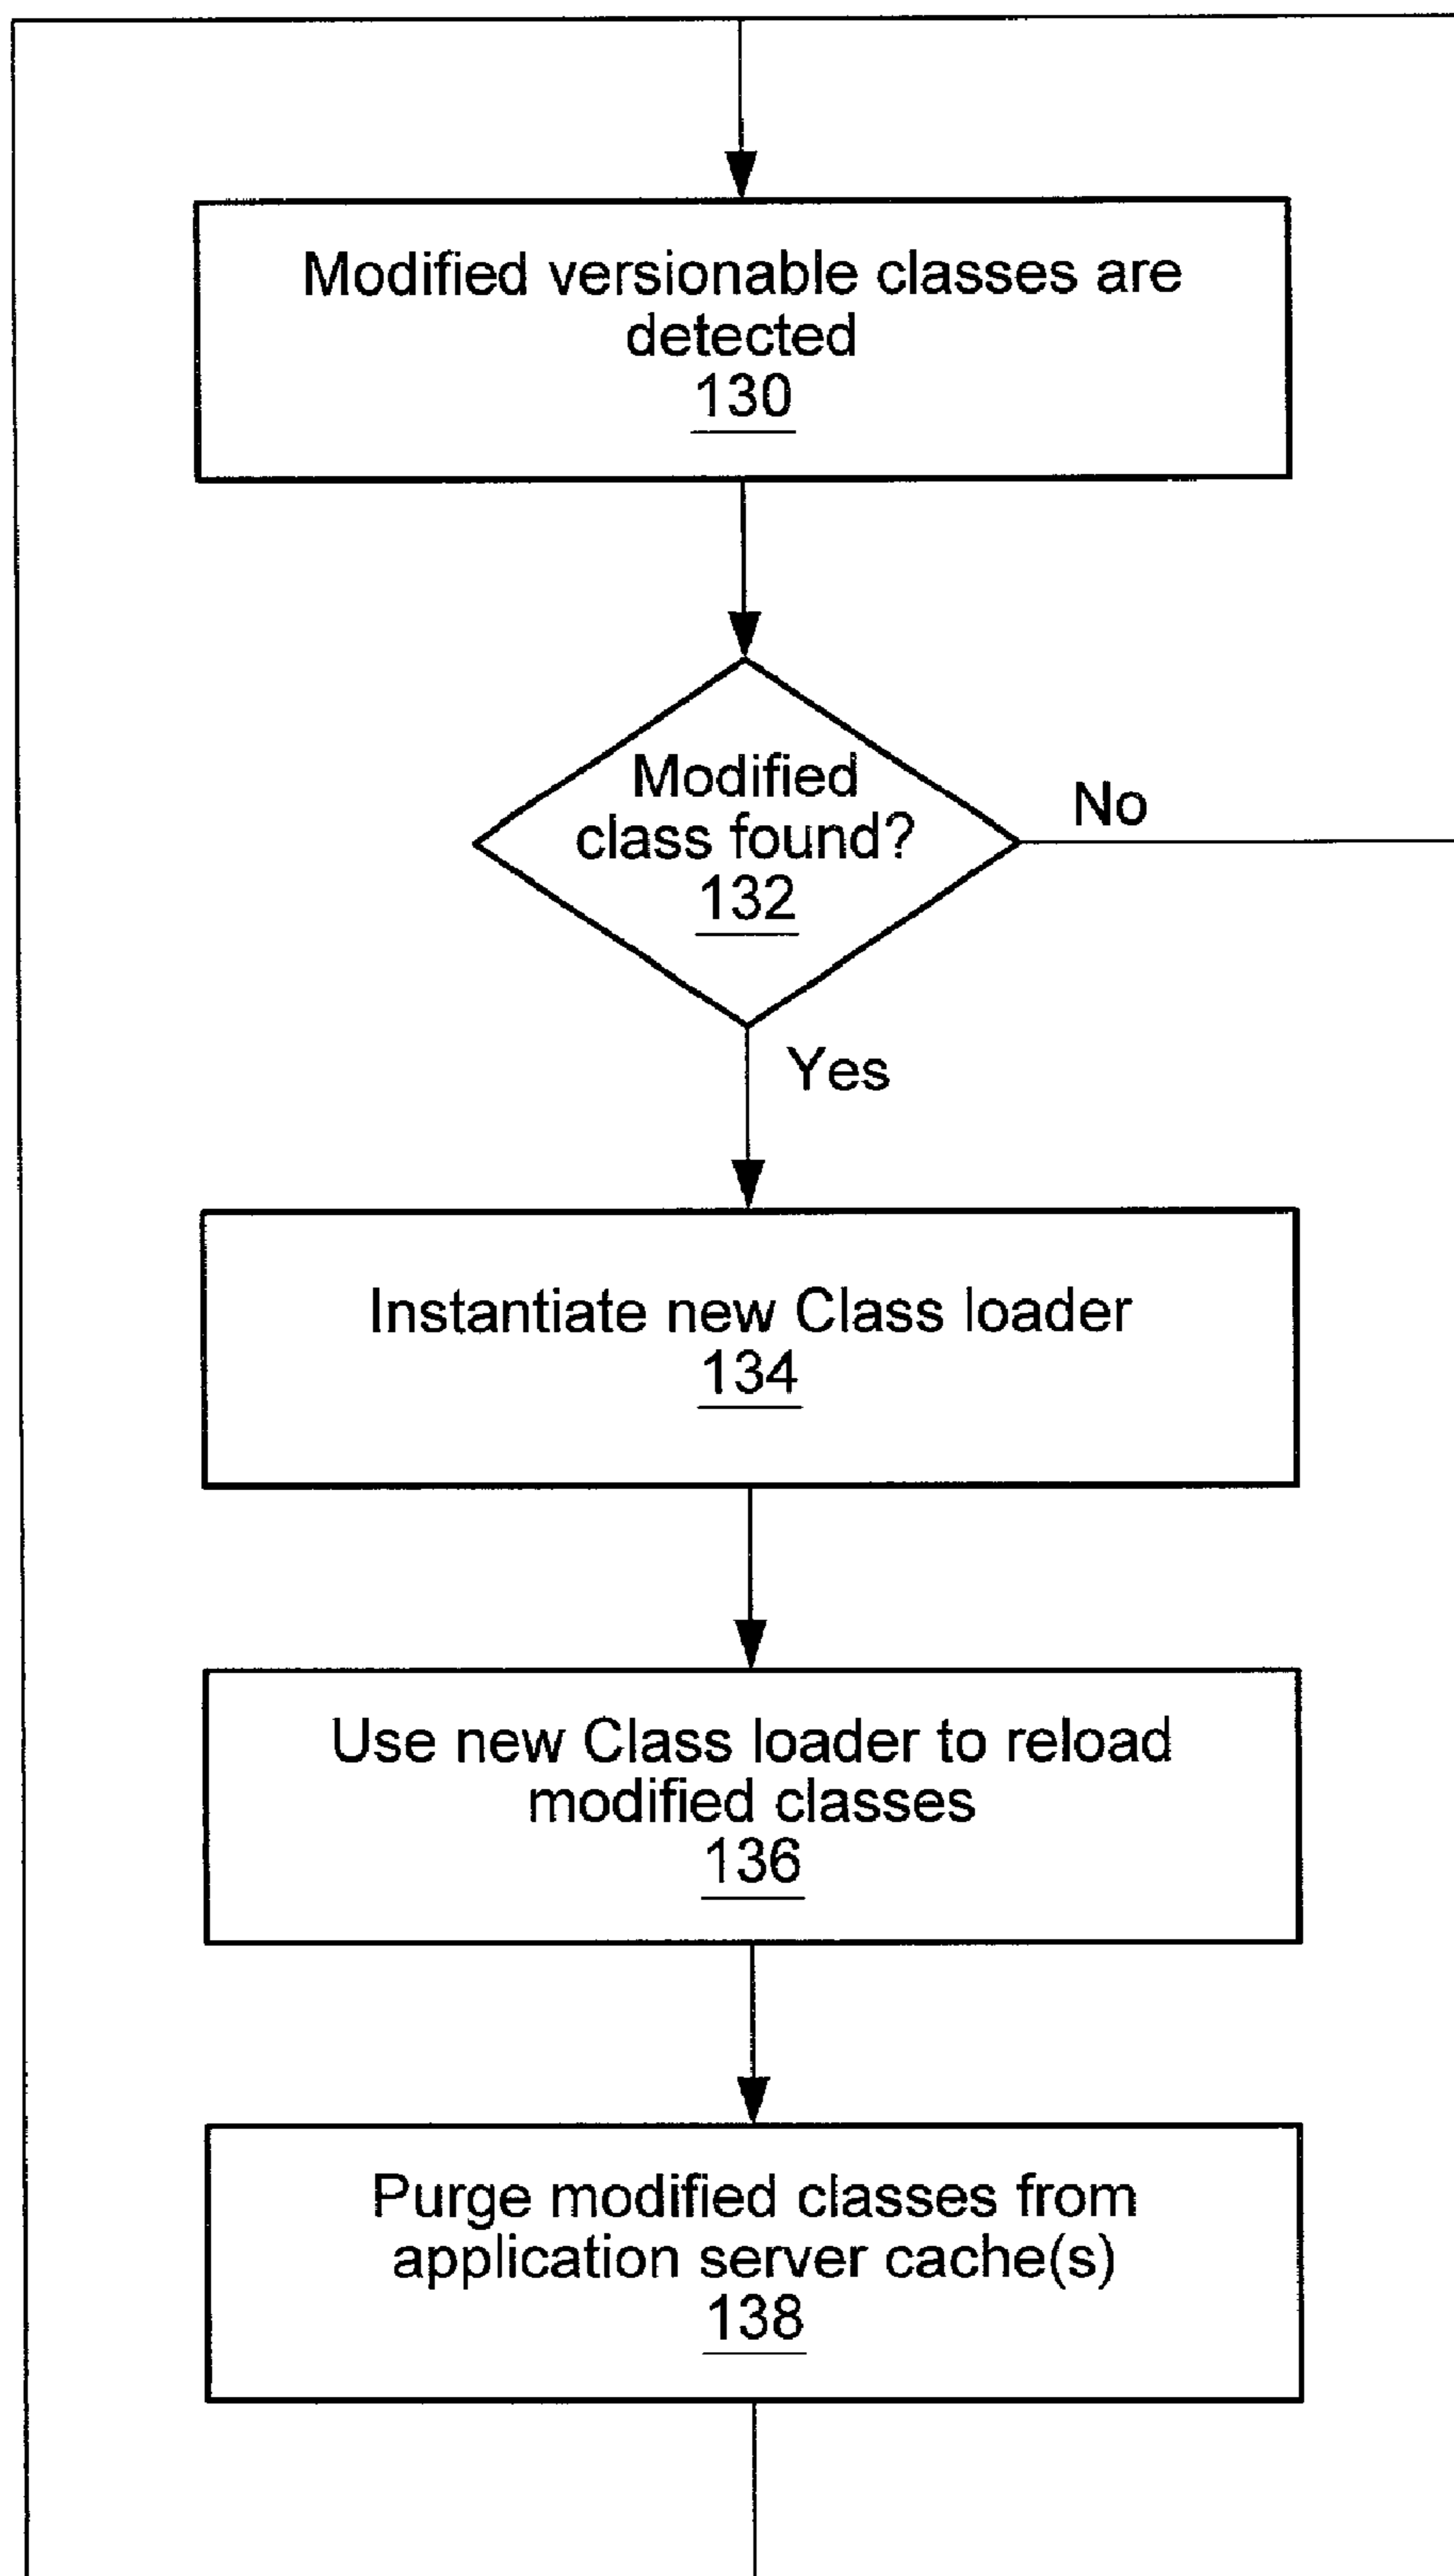 Modified versionable classes are
detected
130
Modified
class found?
132
No
Yes
Instantiate new Class loader
134
Use new Class loader to reload
modified classes
136
Purge modified classes from
application server cache(s)
138